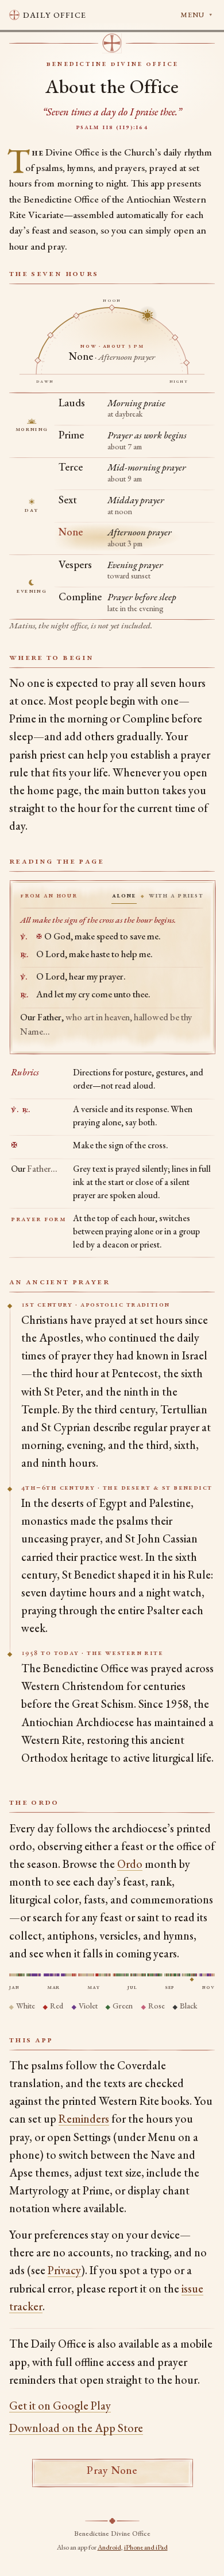 DAILY OFFICE
MENU
BENEDICTINE DIVINE OFFICE
About the Office
“Seven times a day do I praise thee.”
PSALM 118 (119):164
THE Divine Office is the Church’s daily rhythm
of psalms, hymns, and prayers, prayed at set
hours from morning to night. This app presents
the Benedictine Office of the Antiochian Western
Rite Vicariate—assembled automatically for each
day’s feast and season, so you can simply open an
hour and pray.
THE SEVEN HOURS
NOON
NOW · ABOUT 3 PM
None · Afternoon prayer
DAWN
NIGHT
MORNING
Lauds
Morning praise
at daybreak
Prime
Prayer as work begins
about 7 am
DAY
Terce
Mid-morning prayer
about 9 am
Sext
Midday prayer
at noon
None
Afternoon prayer
about 3 pm
EVENING
Vespers
Evening prayer
toward sunset
Compline
Prayer before sleep
late in the evening
Matins, the night office, is not yet included.
WHERE TO BEGIN
No one is expected to pray all seven hours
at once. Most people begin with one—
Prime in the morning or Compline before
sleep—and add others gradually. Your
parish priest can help you establish a prayer
rule that fits your life. Whenever you open
the home page, the main button takes you
straight to the hour for the current time of
day.
READING THE PAGE
FROM AN HOUR
ALONE
WITH A PRIEST
All make the sign of the cross as the hour begins.
℣. ✠ O God, make speed to save me.
℟. O Lord, make haste to help me.
℣. O Lord, hear my prayer.
℟. And let my cry come unto thee.
Our Father, who art in heaven, hallowed be thy
Name…
Rubrics
Directions for posture, gestures, and
order—not read aloud.
℣. ℟.
A versicle and its response. When
praying alone, say both.
✠
Make the sign of the cross.
Our Father…
Grey text is prayed silently; lines in full
ink at the start or close of a silent
prayer are spoken aloud.
PRAYER FORM
At the top of each hour, switches
between praying alone or in a group
led by a deacon or priest.
AN ANCIENT PRAYER
1ST CENTURY · APOSTOLIC TRADITION
Christians have prayed at set hours since
the Apostles, who continued the daily
times of prayer they had known in Israel
—the third hour at Pentecost, the sixth
with St Peter, and the ninth in the
Temple. By the third century, Tertullian
and St Cyprian describe regular prayer at
morning, evening, and the third, sixth,
and ninth hours.
4TH–6TH CENTURY · THE DESERT & ST BENEDICT
In the deserts of Egypt and Palestine,
monastics made the psalms their
unceasing prayer, and St John Cassian
carried their practice west. In the sixth
century, St Benedict shaped it in his Rule:
seven daytime hours and a night watch,
praying through the entire Psalter each
week.
1958 TO TODAY · THE WESTERN RITE
The Benedictine Office was prayed across
Western Christendom for centuries
before the Great Schism. Since 1958, the
Antiochian Archdiocese has maintained a
Western Rite, restoring this ancient
Orthodox heritage to active liturgical life.
THE ORDO
Every day follows the archdiocese’s printed
ordo, observing either a feast or the office of
the season. Browse the Ordo month by
month to see each day’s feast, rank,
liturgical color, fasts, and commemorations
—or search for any feast or saint to read its
collect, antiphons, versicles, and hymns,
and see when it falls in coming years.
JAN MAR MAY JUL SEP NOV
White Red Violet Green Rose Black
THIS APP
The psalms follow the Coverdale
translation, and the texts are checked
against the printed Western Rite books. You
can set up Reminders for the hours you
pray, or open Settings (under Menu on a
phone) to switch between the Nave and
Apse themes, adjust text size, include the
Martyrology at Prime, or display chant
notation where available.
Your preferences stay on your device—
there are no accounts, no tracking, and no
ads (see Privacy). If you spot a typo or a
rubrical error, please report it on the issue
tracker.
The Daily Office is also available as a mobile
app, with full offline access and prayer
reminders that open straight to the hour.
Get it on Google Play
Download on the App Store
Pray None
Benedictine Divine Office
Also an app for Android, iPhone and iPad